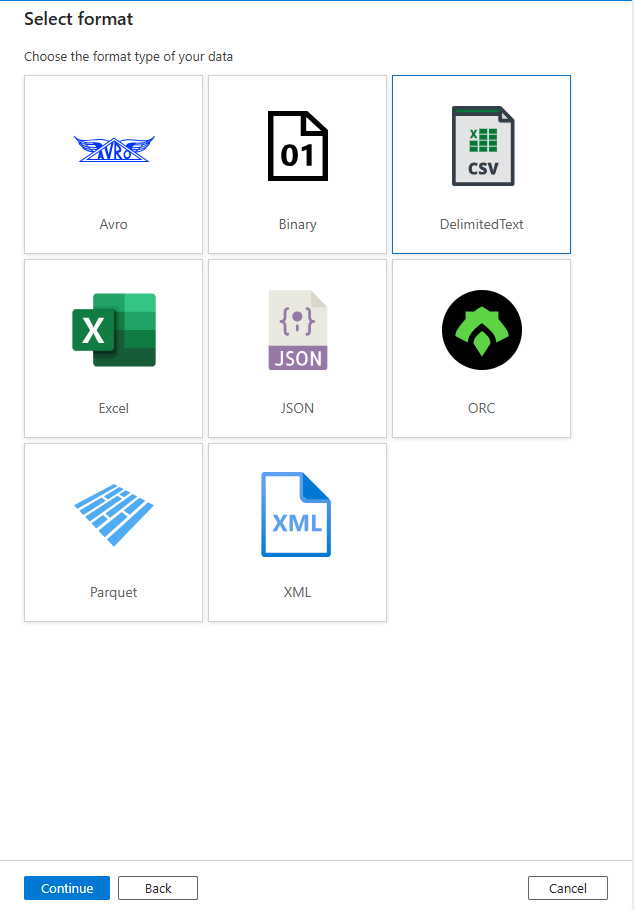 Select format
Choose the format type of your data
AVRO
01
CSV
Avro
Binary
DelimitedText
X
{:}
JSON
Excel
JSON
ORC
XML
Parquet
XML
Continue
Back
Cancel